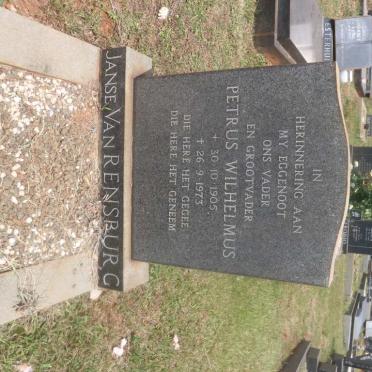 IN
HERINNERING AAN
MY EGGENOOT
ONS VADER
EN GROOTVADER
PETRUS WILHELMUS
+ 30·10·1905.
+ 26·9·1973
DIE HERE HET GEGEE,
DIE HERE HET GENEEM
JANSE VAN RENSBURG